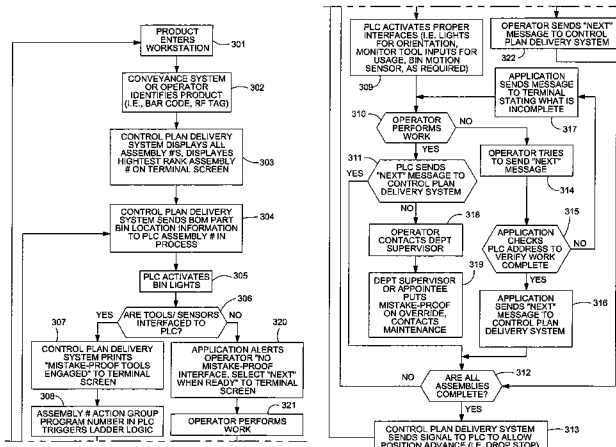 PRODUCT
ENTERS
WORKSTATION
301
CONVEYANCE SYSTEM
OR OPERATOR
IDENTIFIES PRODUCT
(I.E., BAR CODE, RF TAG)
302
CONTROL PLAN DELIVERY
SYSTEM DISPLAYS ALL
ASSEMBLY #'S, DISPLAYES
HIGHTEST RANK ASSEMBLY
# ON TERMINAL SCREEN
303
CONTROL PLAN DELIVERY
SYSTEM SENDS BOM PART
BIN LOCATION INFORMATION
TO PLC ASSEMBLY # IN
PROCESS
304
PLC ACTIVATES
BIN LIGHTS
305
306
ARE TOOLS/ SENSORS
INTERFACED TO
PLC?
YES
NO
307
CONTROL PLAN DELIVERY
SYSTEM PRINTS
"MISTAKE-PROOF TOOLS
ENGAGED" TO TERMINAL
SCREEN
308
ASSEMBLY # ACTION GROUP
PROGRAM NUMBER IN PLC
TRIGGERS LADDER LOGIC
320
APPLICATION ALERTS
OPERATOR "NO
MISTAKE-PROOF
INTERFACE, SELECT "NEXT"
WHEN READY" TO TERMINAL
SCREEN
321
OPERATOR PERFORMS
WORK
PLC ACTIVATES PROPER
INTERFACES (I.E. LIGHTS
FOR ORIENTATION,
MONITOR TOOL INPUTS FOR
USAGE, BIN MOTION
SENSOR, AS REQUIRED)
309
OPERATOR SENDS "NEXT"
MESSAGE TO CONTROL
PLAN DELIVERY SYSTEM
322
APPLICATION
SENDS MESSAGE
TO TERMINAL
STATING WHAT IS
INCOMPLETE
317
310
OPERATOR
PERFORMS
WORK
NO
YES
311
PLC SENDS
"NEXT" MESSAGE TO
CONTROL PLAN
DELIVERY SYSTEM
YES
NO
OPERATOR TRIES
TO SEND "NEXT"
MESSAGE
314
315
APPLICATION
CHECKS
PLC ADDRESS TO
VERIFY WORK
COMPLETE
NO
YES
318
OPERATOR
CONTACTS DEPT
SUPERVISOR
319
DEPT SUPERVISOR
OR APPOINTEE
PUTS
MISTAKE-PROOF
ON OVERRIDE,
CONTACTS
MAINTENANCE
APPLICATION
SENDS "NEXT"
MESSAGE TO
CONTROL PLAN
DELIVERY SYSTEM
316
312
ARE ALL
ASSEMBLIES
COMPLETE?
NO
YES
CONTROL PLAN DELIVERY SYSTEM
SENDS SIGNAL TO PLC TO ALLOW
POSITION ADVANCE (I.E. DROP STOP)
313